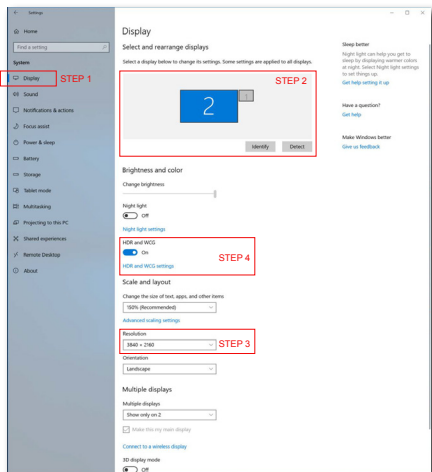 Settings
Home
Find a setting
System
Display
STEP 1
Sound
Notifications & actions
Focus assist
Power & sleep
Battery
Storage
Tablet mode
Multitasking
Projecting to this PC
Shared experiences
Remote Desktop
About
Display
Select and rearrange displays
Select a display below to change its settings. Some settings are applied to all displays.
STEP 2
2
1
Identify
Detect
Brightness and color
Change brightness
Night light
Off
Night light settings
HDR and WCG
On
HDR and WCG settings
STEP 4
Scale and layout
Change the size of text, apps, and other items
150% (Recommended)
Advanced scaling settings
Resolution
3840 × 2160
STEP 3
Orientation
Landscape
Multiple displays
Multiple displays
Show only on 2
Make this my main display
Connect to a wireless display
3D display mode
Off
Sleep better
Night light can help you get to
sleep by displaying warmer colors
at night. Select Night light settings
to set things up.
Get help setting it up
Have a question?
Get help
Make Windows better
Give us feedback